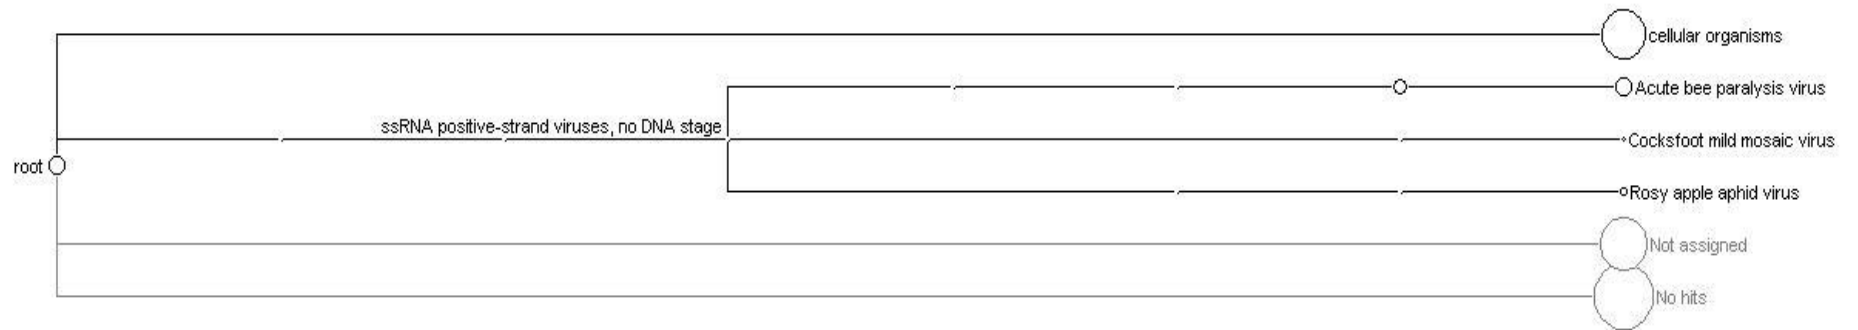 cellular organisms
Acute bee paralysis virus
ssRNA positive-strand viruses, no DNA stage
Cocksfoot mild mosaic virus
root
Rosy apple aphid virus
Not assigned
No hits